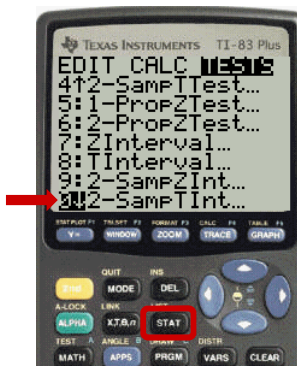 TEXAS INSTRUMENTS TI-83 Plus
EDIT CALC TESTS
4↑2-SampTTest…
5:1-PropZTest…
6:2-PropZTest…
7:ZInterval…
8:TInterval…
9:2-SampZInt…
0↓2-SampTInt…
STAT PLOT F1 TBLSET F2 FORMAT F3 CALC F4 TABLE F5
Y= WINDOW ZOOM TRACE GRAPH
QUIT INS
2nd MODE DEL
A-LOCK LINK LIST
ALPHA X,T,θ,n STAT
TEST A ANGLE B DRAW C DISTR
MATH APPS PRGM VARS CLEAR